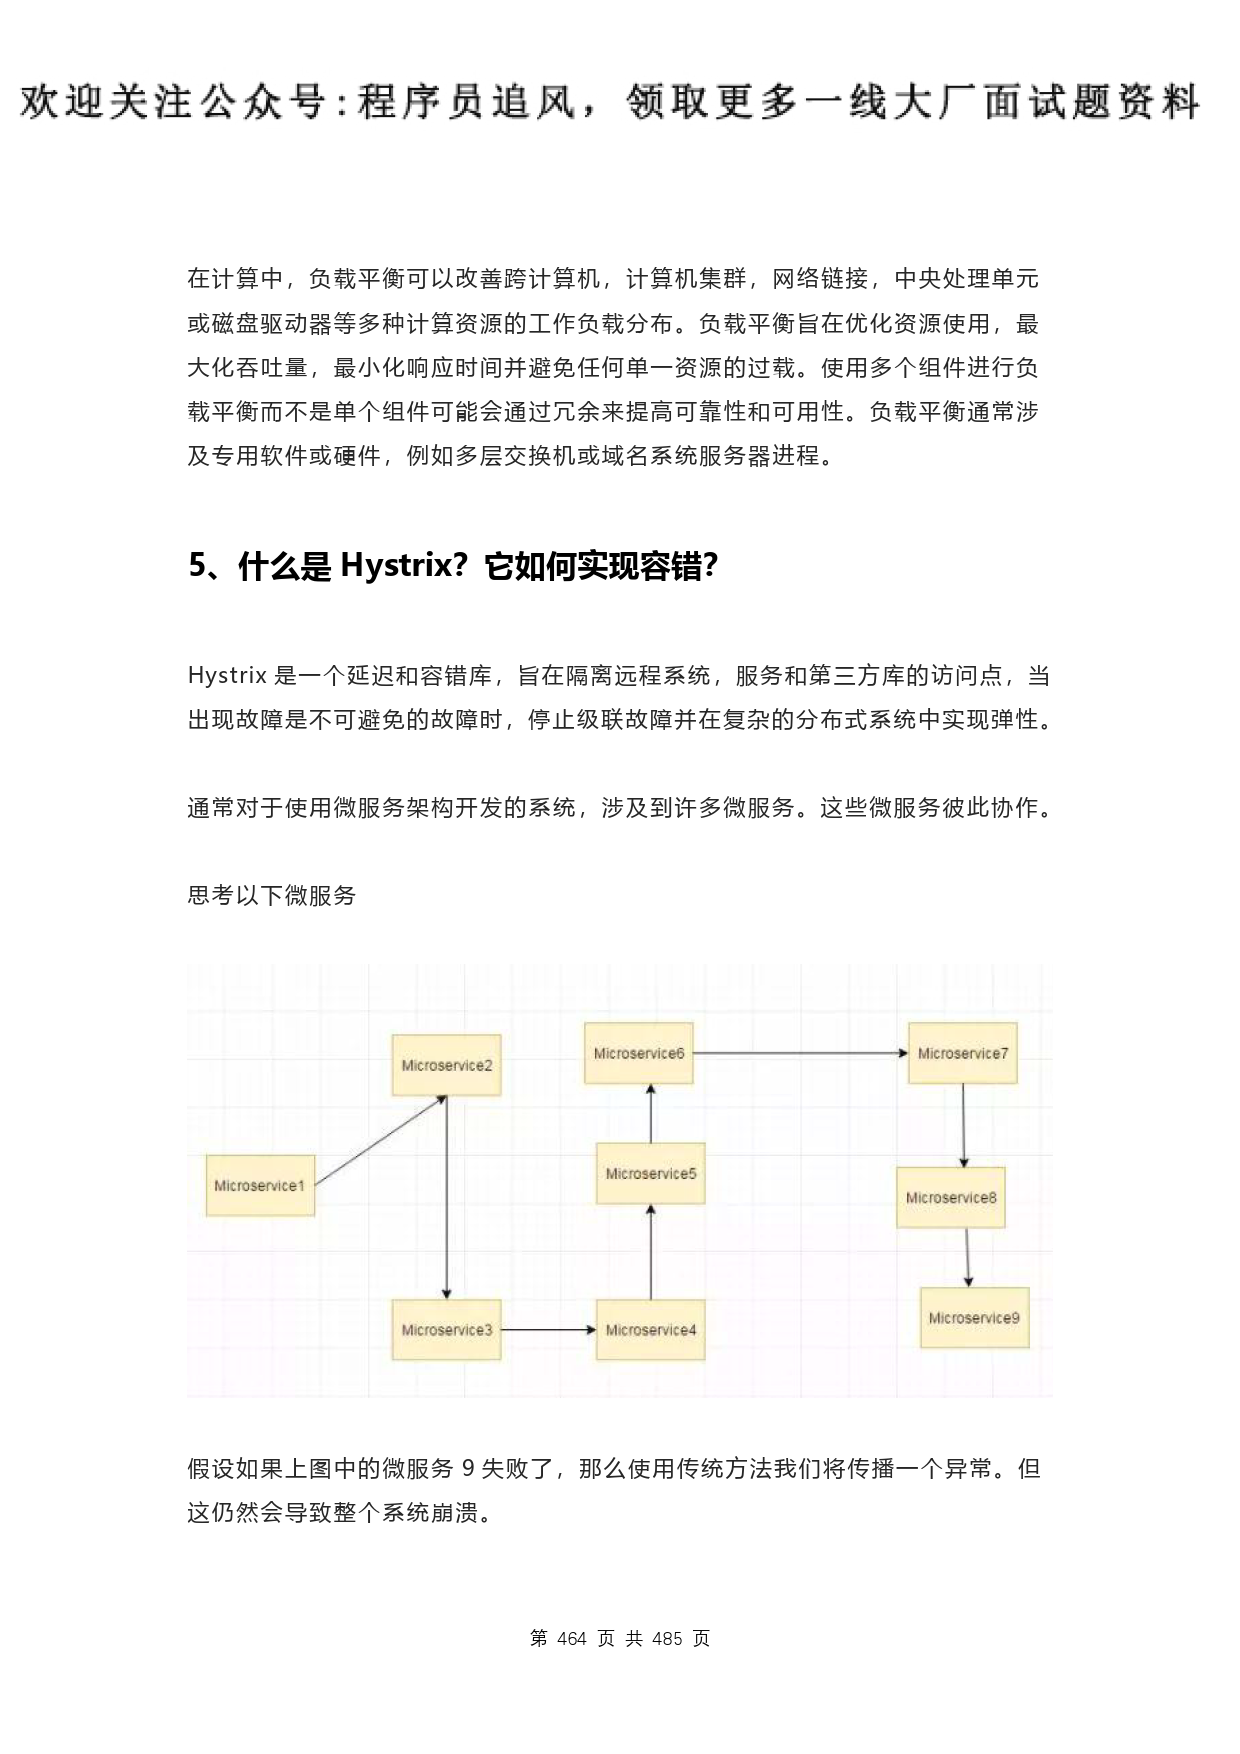 欢迎关注公众号:程序员追风，领取更多一线大厂面试题资料
在计算中，负载平衡可以改善跨计算机，计算机集群，网络链接，中央处理单元
或磁盘驱动器等多种计算资源的工作负载分布。负载平衡旨在优化资源使用，最
大化吞吐量，最小化响应时间并避免任何单一资源的过载。使用多个组件进行负
载平衡而不是单个组件可能会通过冗余来提高可靠性和可用性。负载平衡通常涉
及专用软件或硬件，例如多层交换机或域名系统服务器进程。
5、什么是 Hystrix？它如何实现容错？
Hystrix 是一个延迟和容错库，旨在隔离远程系统，服务和第三方库的访问点，当
出现故障是不可避免的故障时，停止级联故障并在复杂的分布式系统中实现弹性。
通常对于使用微服务架构开发的系统，涉及到许多微服务。这些微服务彼此协作。
思考以下微服务
Microservice1
Microservice2
Microservice3
Microservice4
Microservice5
Microservice6
Microservice7
Microservice8
Microservice9
假设如果上图中的微服务 9 失败了，那么使用传统方法我们将传播一个异常。但
这仍然会导致整个系统崩溃。
第 464 页 共 485 页